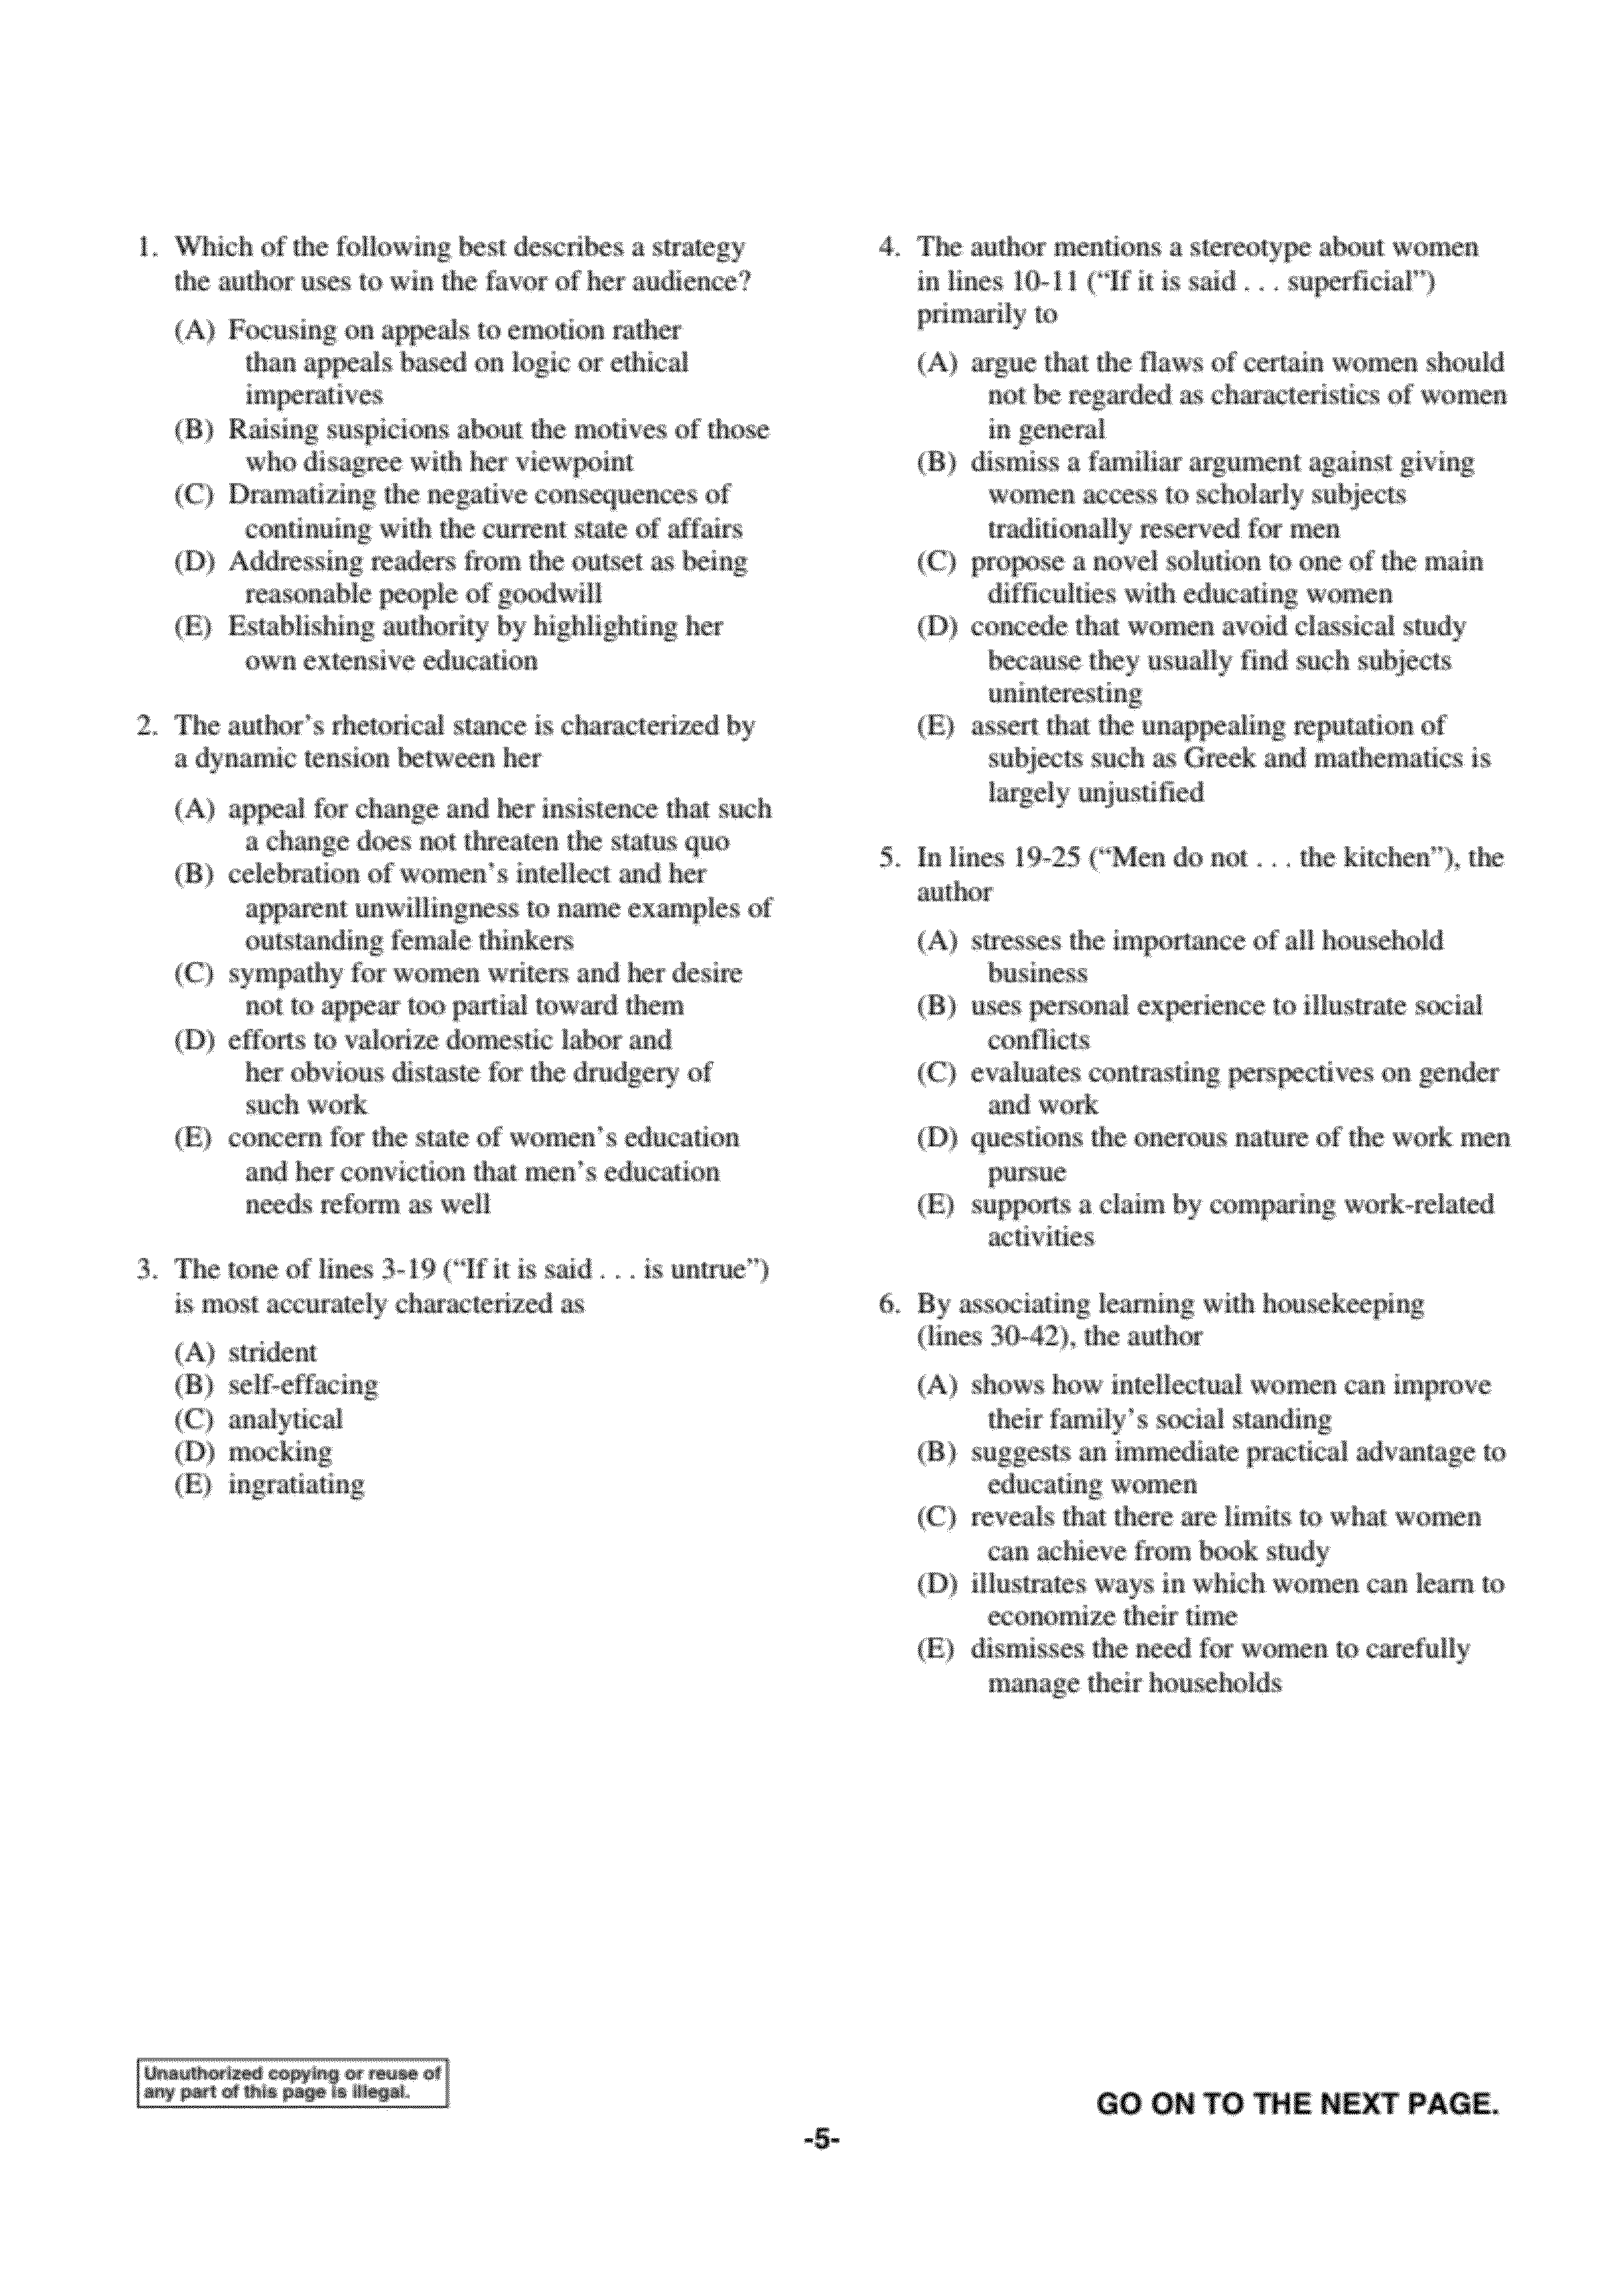 1. Which of the following best describes a strategy
the author uses to win the favor of her audience?
(A) Focusing on appeals to emotion rather
than appeals based on logic or ethical
imperatives
(B) Raising suspicions about the motives of those
who disagree with her viewpoint
(C) Dramatizing the negative consequences of
continuing with the current state of affairs
(D) Addressing readers from the outset as being
reasonable people of goodwill
(E) Establishing authority by highlighting her
own extensive education
2. The author's rhetorical stance is characterized by
a dynamic tension between her
(A) appeal for change and her insistence that such
a change does not threaten the status quo
(B) celebration of women's intellect and her
apparent unwillingness to name examples of
outstanding female thinkers
(C) sympathy for women writers and her desire
not to appear too partial toward them
(D) efforts to valorize domestic labor and
her obvious distaste for the drudgery of
such work
(E) concern for the state of women's education
and her conviction that men's education
needs reform as well
3. The tone of lines 3-19 (“If it is said . . . is untrue”)
is most accurately characterized as
(A) strident
(B) self-effacing
(C) analytical
(D) mocking
(E) ingratiating
4. The author mentions a stereotype about women
in lines 10-11 (“If it is said . . . superficial”)
primarily to
(A) argue that the flaws of certain women should
not be regarded as characteristics of women
in general
(B) dismiss a familiar argument against giving
women access to scholarly subjects
traditionally reserved for men
(C) propose a novel solution to one of the main
difficulties with educating women
(D) concede that women avoid classical study
because they usually find such subjects
uninteresting
(E) assert that the unappealing reputation of
subjects such as Greek and mathematics is
largely unjustified
5. In lines 19-25 (“Men do not . . . the kitchen”), the
author
(A) stresses the importance of all household
business
(B) uses personal experience to illustrate social
conflicts
(C) evaluates contrasting perspectives on gender
and work
(D) questions the onerous nature of the work men
pursue
(E) supports a claim by comparing work-related
activities
6. By associating learning with housekeeping
(lines 30-42), the author
(A) shows how intellectual women can improve
their family's social standing
(B) suggests an immediate practical advantage to
educating women
(C) reveals that there are limits to what women
can achieve from book study
(D) illustrates ways in which women can learn to
economize their time
(E) dismisses the need for women to carefully
manage their households
Unauthorized copying or reuse of
any part of this page is illegal.
GO ON TO THE NEXT PAGE.
-5-